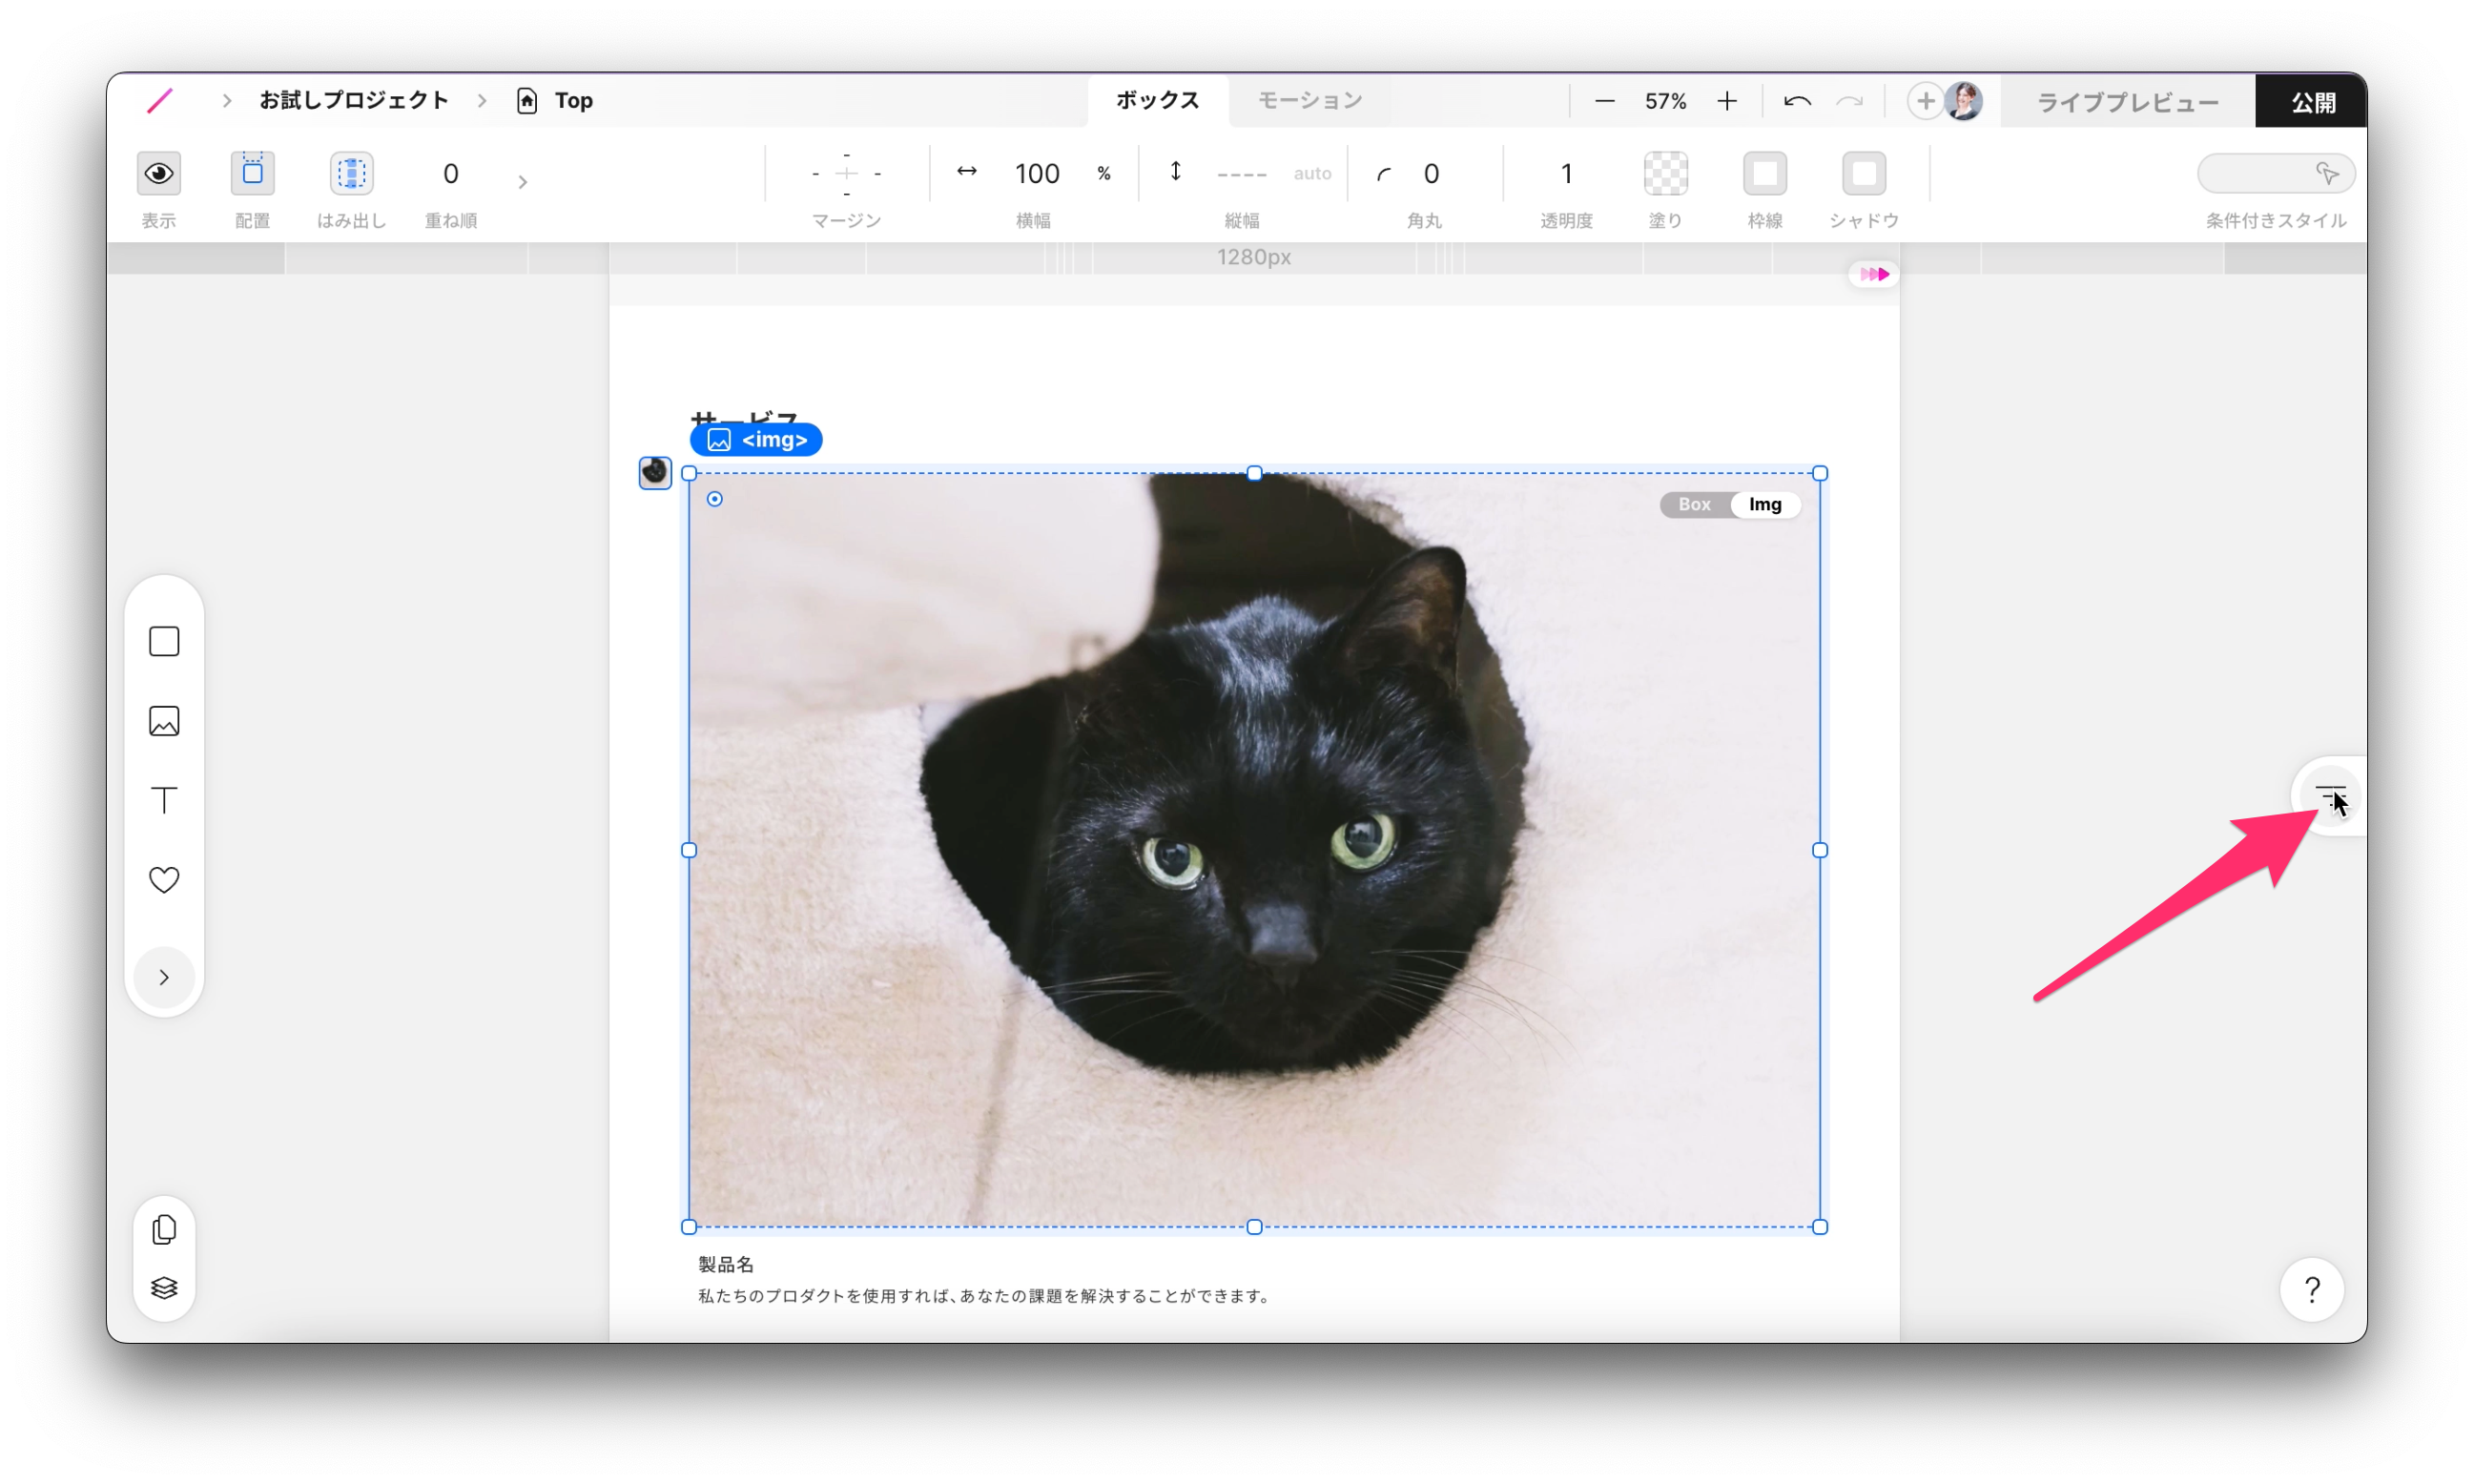 お試しプロジェクト
Top
ボックス
モーション
57%
ライブプレビュー
公開
0
100
%
----
auto
0
1
表示
配置
はみ出し
重ね順
マージン
横幅
縦幅
角丸
透明度
塗り
枠線
シャドウ
条件付きスタイル
1280px
サービス
<img>
Box
Img
製品名
私たちのプロダクトを使用すれば、あなたの課題を解決することができます。
?